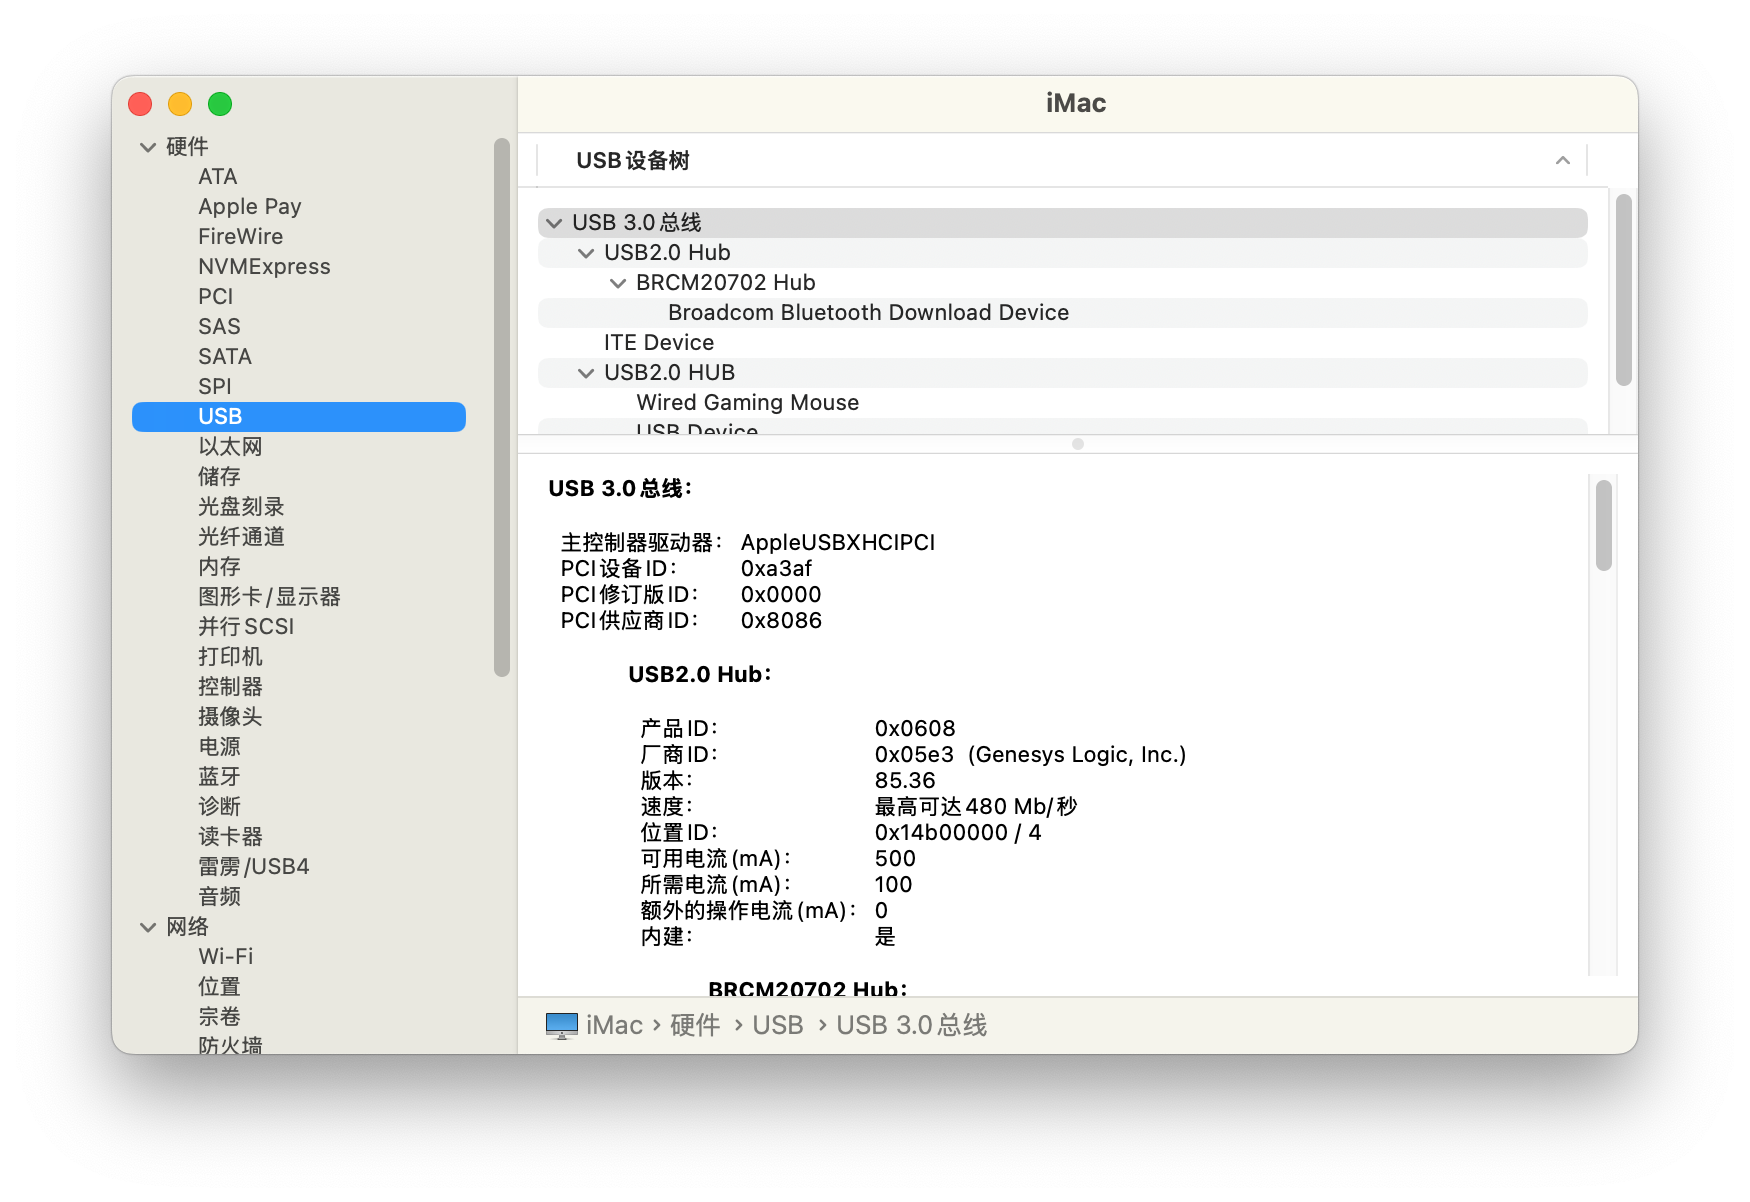 硬件
ATA
Apple Pay
FireWire
NVMExpress
PCI
SAS
SATA
SPI
USB
以太网
储存
光盘刻录
光纤通道
内存
图形卡/显示器
并行SCSI
打印机
控制器
摄像头
电源
蓝牙
诊断
读卡器
雷雳/USB4
音频
网络
Wi-Fi
位置
宗卷
防火墙
iMac
USB设备树
USB 3.0总线
USB2.0 Hub
BRCM20702 Hub
Broadcom Bluetooth Download Device
ITE Device
USB2.0 HUB
Wired Gaming Mouse
USB Device
USB 3.0总线：
主控制器驱动器： AppleUSBXHCIPCI
PCI设备ID： 0xa3af
PCI修订版ID： 0x0000
PCI供应商ID： 0x8086
USB2.0 Hub：
产品ID： 0x0608
厂商ID： 0x05e3 (Genesys Logic, Inc.)
版本： 85.36
速度： 最高可达480 Mb/秒
位置ID： 0x14b00000 / 4
可用电流(mA)： 500
所需电流(mA)： 100
额外的操作电流(mA)： 0
内建： 是
BRCM20702 Hub：
iMac › 硬件 › USB › USB 3.0总线